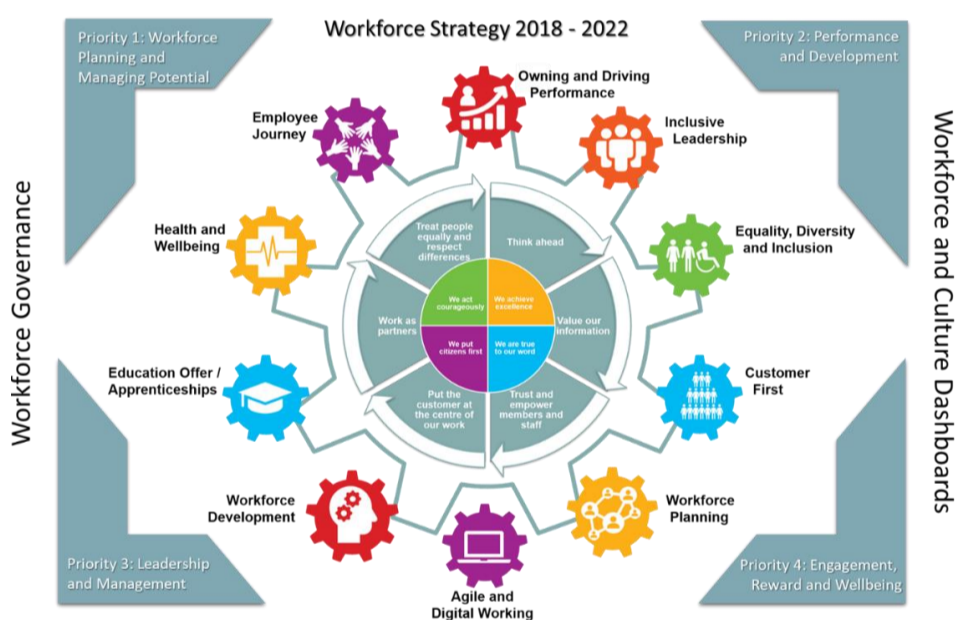 Workforce Strategy 2018 - 2022
Priority 1: Workforce
Planning and
Managing Potential
Priority 2: Performance
and Development
Workforce Governance
Workforce and Culture Dashboards
Owning and Driving
Performance
Inclusive
Leadership
Equality, Diversity
and Inclusion
Customer
First
Workforce
Planning
Agile and
Digital Working
Workforce
Development
Education Offer /
Apprenticeships
Health and
Wellbeing
Employee
Journey
Treat people
equally and
respect
differences
Think ahead
Value our
information
Trust and
empower
members and
staff
Put the
customer at
the centre of
our work
Work as
partners
We act
courageously
We achieve
excellence
We put
citizens first
We are true
to our word
Priority 3: Leadership
and Management
Priority 4: Engagement,
Reward and Wellbeing